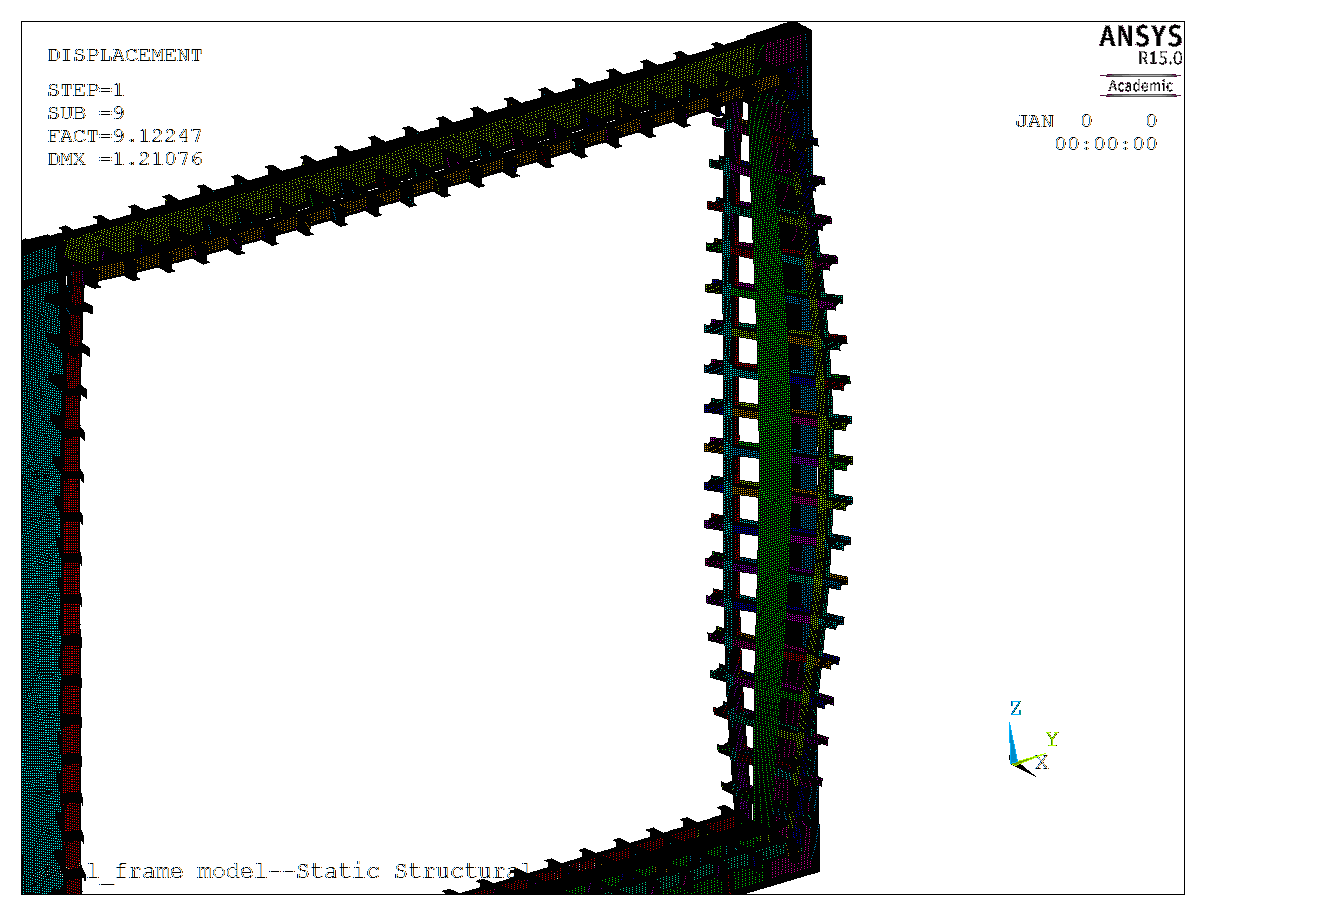 DISPLACEMENT
STEP=1
SUB =9
FACT=9.12247
DMX =1.21076
ANSYS
R15.0
Academic
JAN 0 0
00:00:00
Z
Y
X
l_frame model--Static Structural